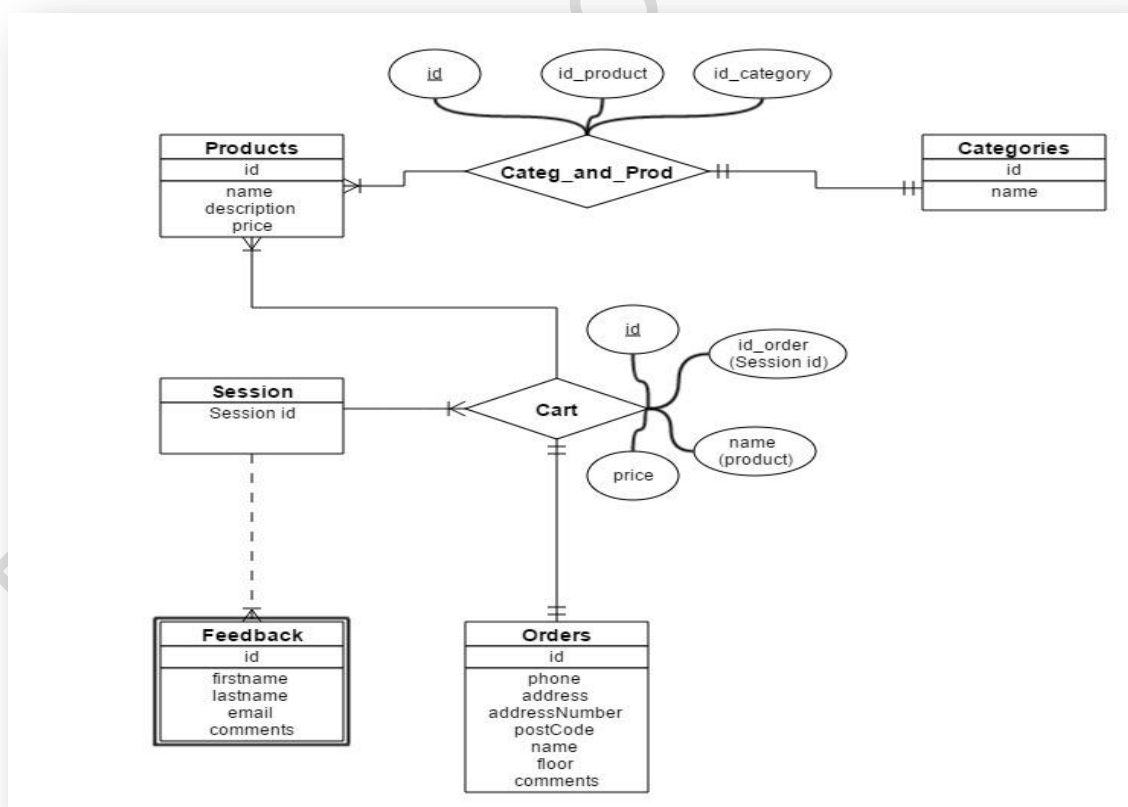 id
id_product
id_category
Products
id
name
description
price
Categ_and_Prod
Categories
id
name
id
id_order
(Session id)
Session
Session id
Cart
name
(product)
price
Feedback
id
firstname
lastname
email
comments
Orders
id
phone
address
addressNumber
postCode
name
floor
comments